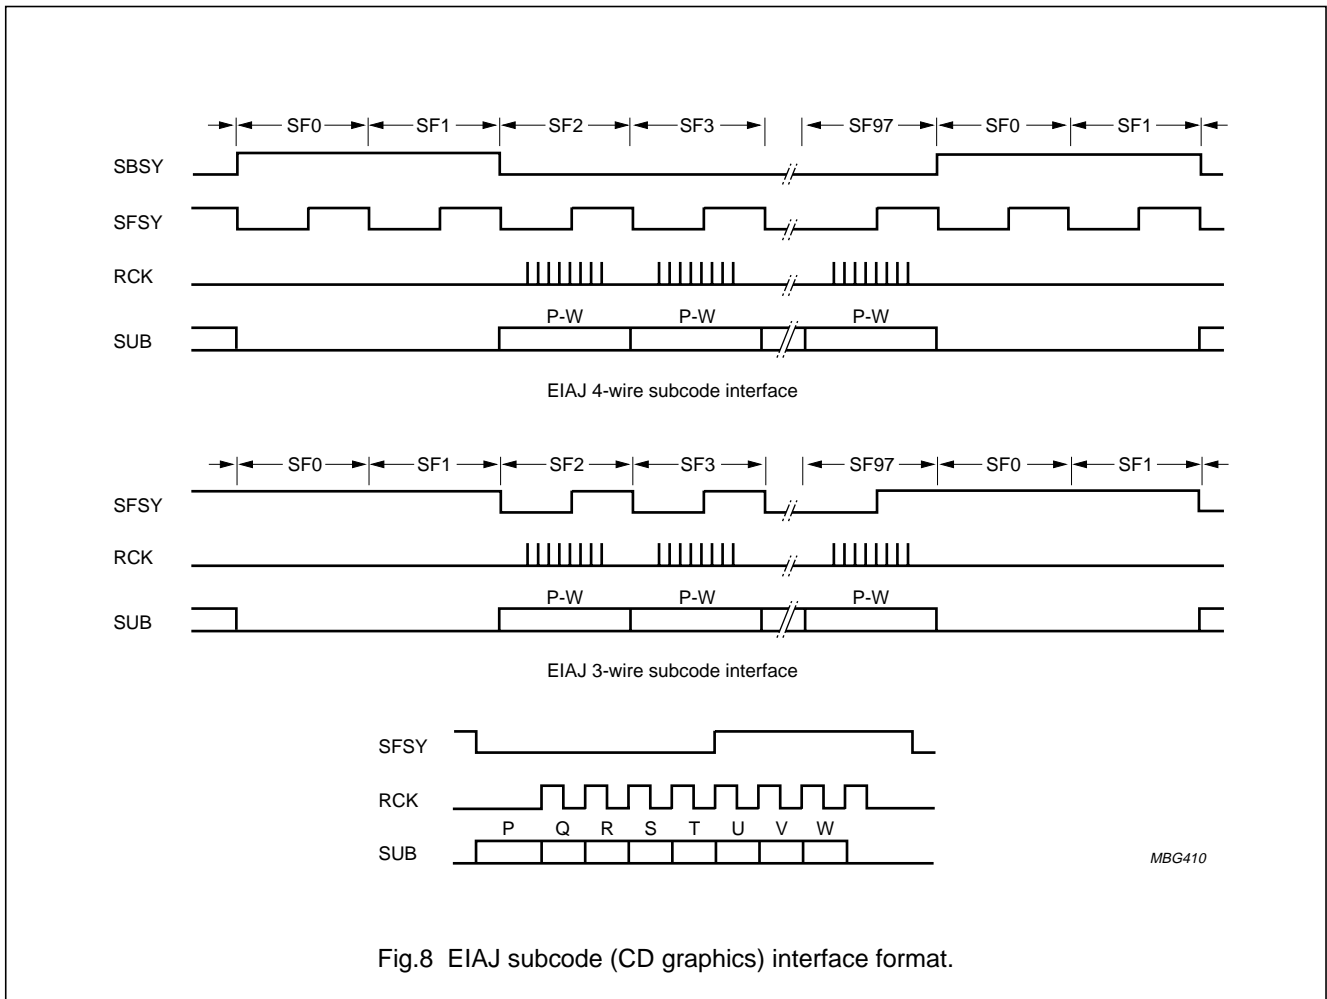 SF0 SF1 SF2 SF3 SF97 SF0 SF1
SBSY
SFSY
RCK
P-W P-W P-W
SUB
EIAJ 4-wire subcode interface
SF0 SF1 SF2 SF3 SF97 SF0 SF1
SFSY
RCK
P-W P-W P-W
SUB
EIAJ 3-wire subcode interface
SFSY
RCK
P Q R S T U V W
SUB
MBG410
Fig.8 EIAJ subcode (CD graphics) interface format.